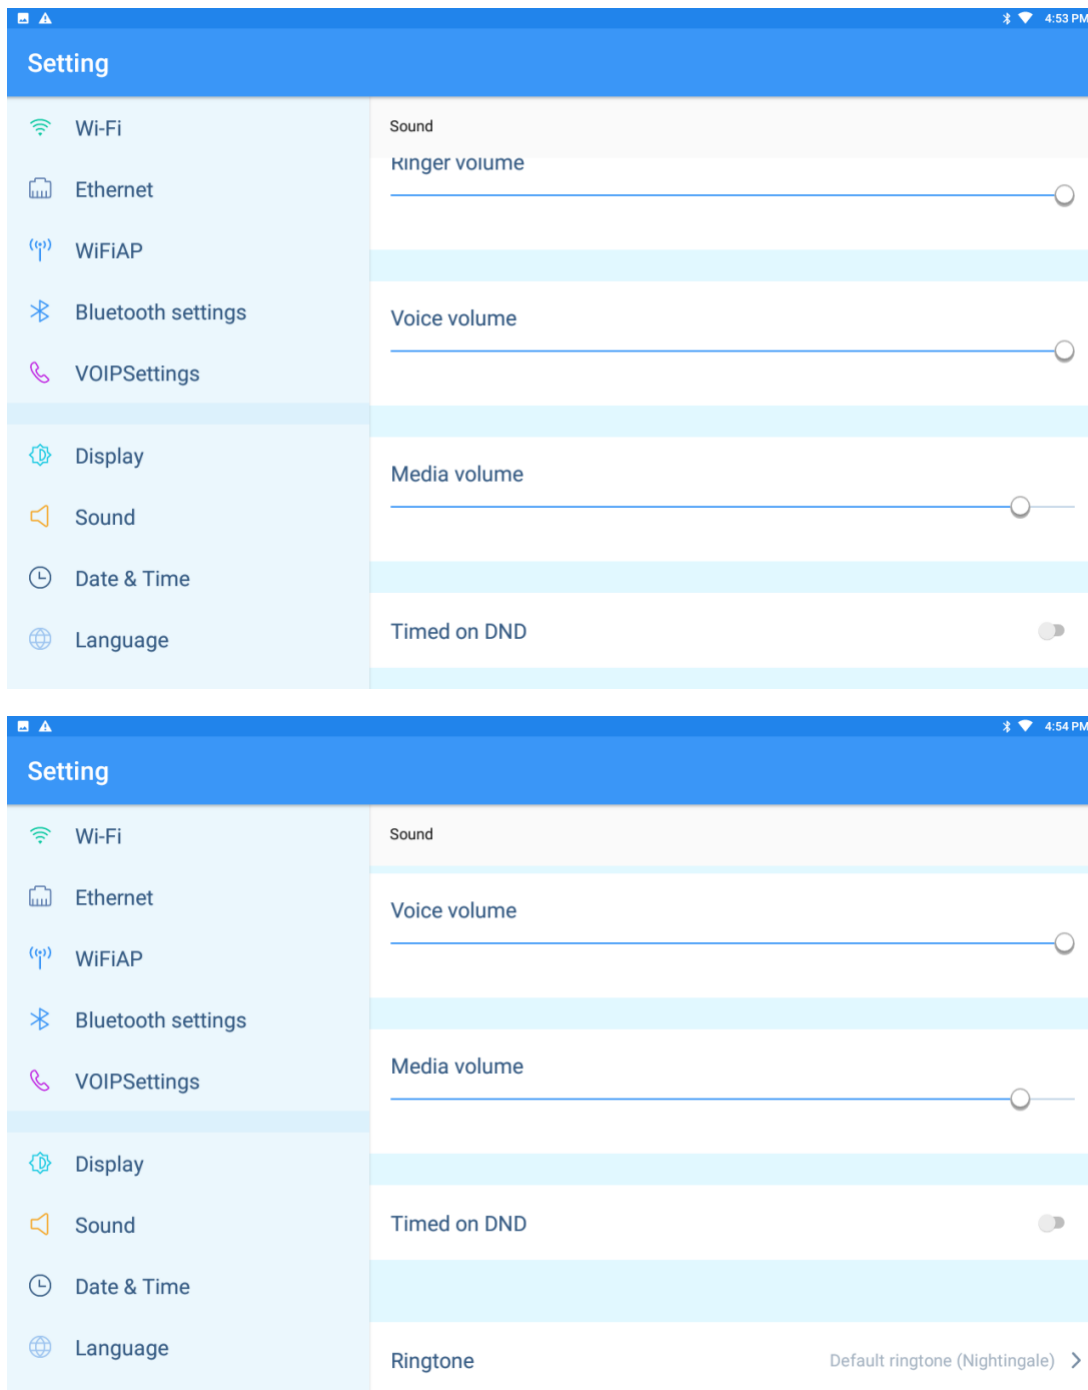 4:53 PM
Setting
Wi-Fi
Ethernet
WiFiAP
Bluetooth settings
VOIPSettings
Display
Sound
Date & Time
Language
Sound
Ringer volume
Voice volume
Media volume
Timed on DND
4:54 PM
Setting
Wi-Fi
Ethernet
WiFiAP
Bluetooth settings
VOIPSettings
Display
Sound
Date & Time
Language
Sound
Voice volume
Media volume
Timed on DND
Ringtone Default ringtone (Nightingale)